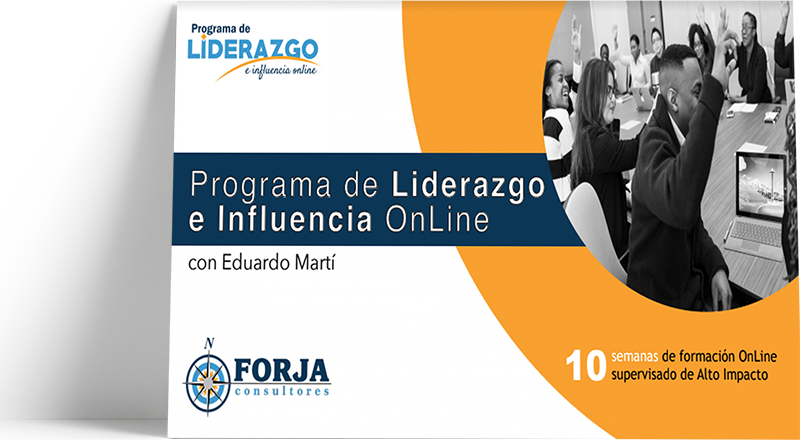 Programa de
LIDERAZGO
e influencia online
Programa de Liderazgo
e Influencia OnLine
con Eduardo Martí
N
FORJA
consultores
10 semanas de formación OnLine
supervisado de Alto Impacto